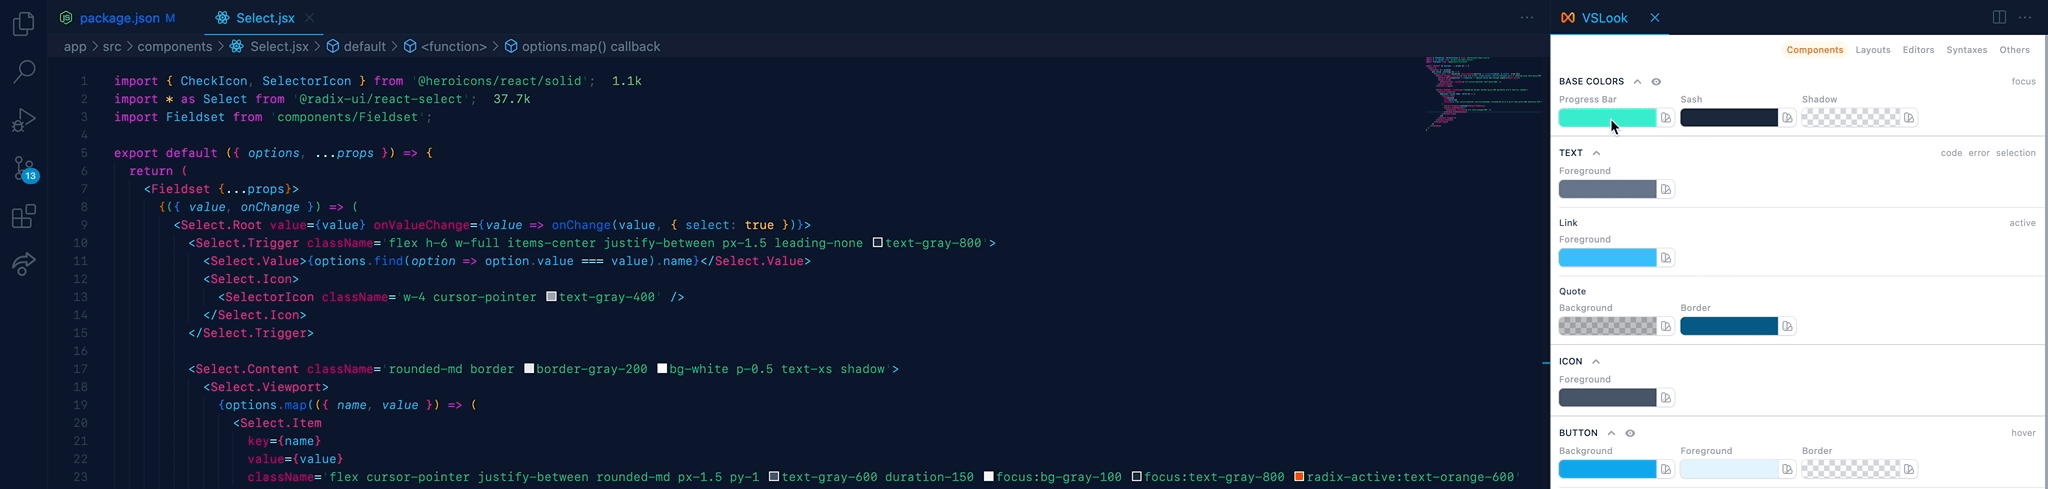 package.json M
Select.jsx
VSLook
app > src > components > Select.jsx > default > <function> > options.map() callback
1 import { CheckIcon, SelectorIcon } from '@heroicons/react/solid'; 1.1k
2 import * as Select from '@radix-ui/react-select'; 37.7k
3 import Fieldset from 'components/Fieldset';
4
5 export default ({ options, ...props }) => {
6 return (
7 <Fieldset {...props}>
8 {({ value, onChange }) => (
9 <Select.Root value={value} onValueChange={value => onChange(value, { select: true })}>
10 <Select.Trigger className='flex h-6 w-full items-center justify-between px-1.5 leading-none text-gray-800'>
11 <Select.Value>{options.find(option => option.value === value).name}</Select.Value>
12 <Select.Icon>
13 <SelectorIcon className='w-4 cursor-pointer text-gray-400' />
14 </Select.Icon>
15 </Select.Trigger>
16
17 <Select.Content className='rounded-md border border-gray-200 bg-white p-0.5 text-xs shadow'>
18 <Select.Viewport>
19 {options.map(({ name, value }) => (
20 <Select.Item
21 key={name}
22 value={value}
23 className='flex cursor-pointer justify-between rounded-md px-1.5 py-1 text-gray-600 duration-150 focus:bg-gray-100 focus:text-gray-800 radix-active:text-orange-600'
13
Components Layouts Editors Syntaxes Others
BASE COLORS focus
Progress Bar Sash Shadow
TEXT code error selection
Foreground
Link active
Foreground
Quote
Background Border
ICON
Foreground
BUTTON hover
Background Foreground Border